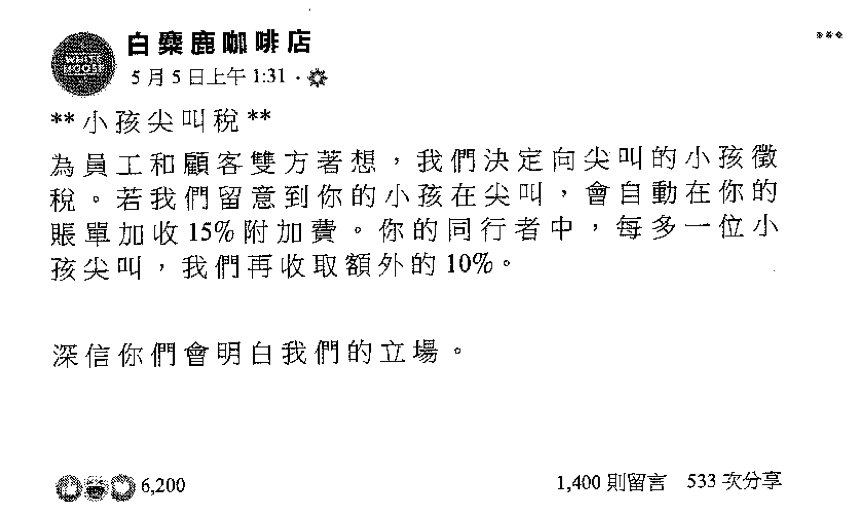 白麋鹿咖啡店
WHITE MOOSE
5月5日上午 1:31 ·
**小孩尖叫稅**
為員工和顧客雙方著想，我們決定向尖叫的小孩徵
稅。若我們留意到你的小孩在尖叫，會自動在你的
賬單加收15%附加費。你的同行者中，每多一位小
孩尖叫，我們再收取額外的10%。
深信你們會明白我們的立場。
6,200
1,400 則留言 533 次分享